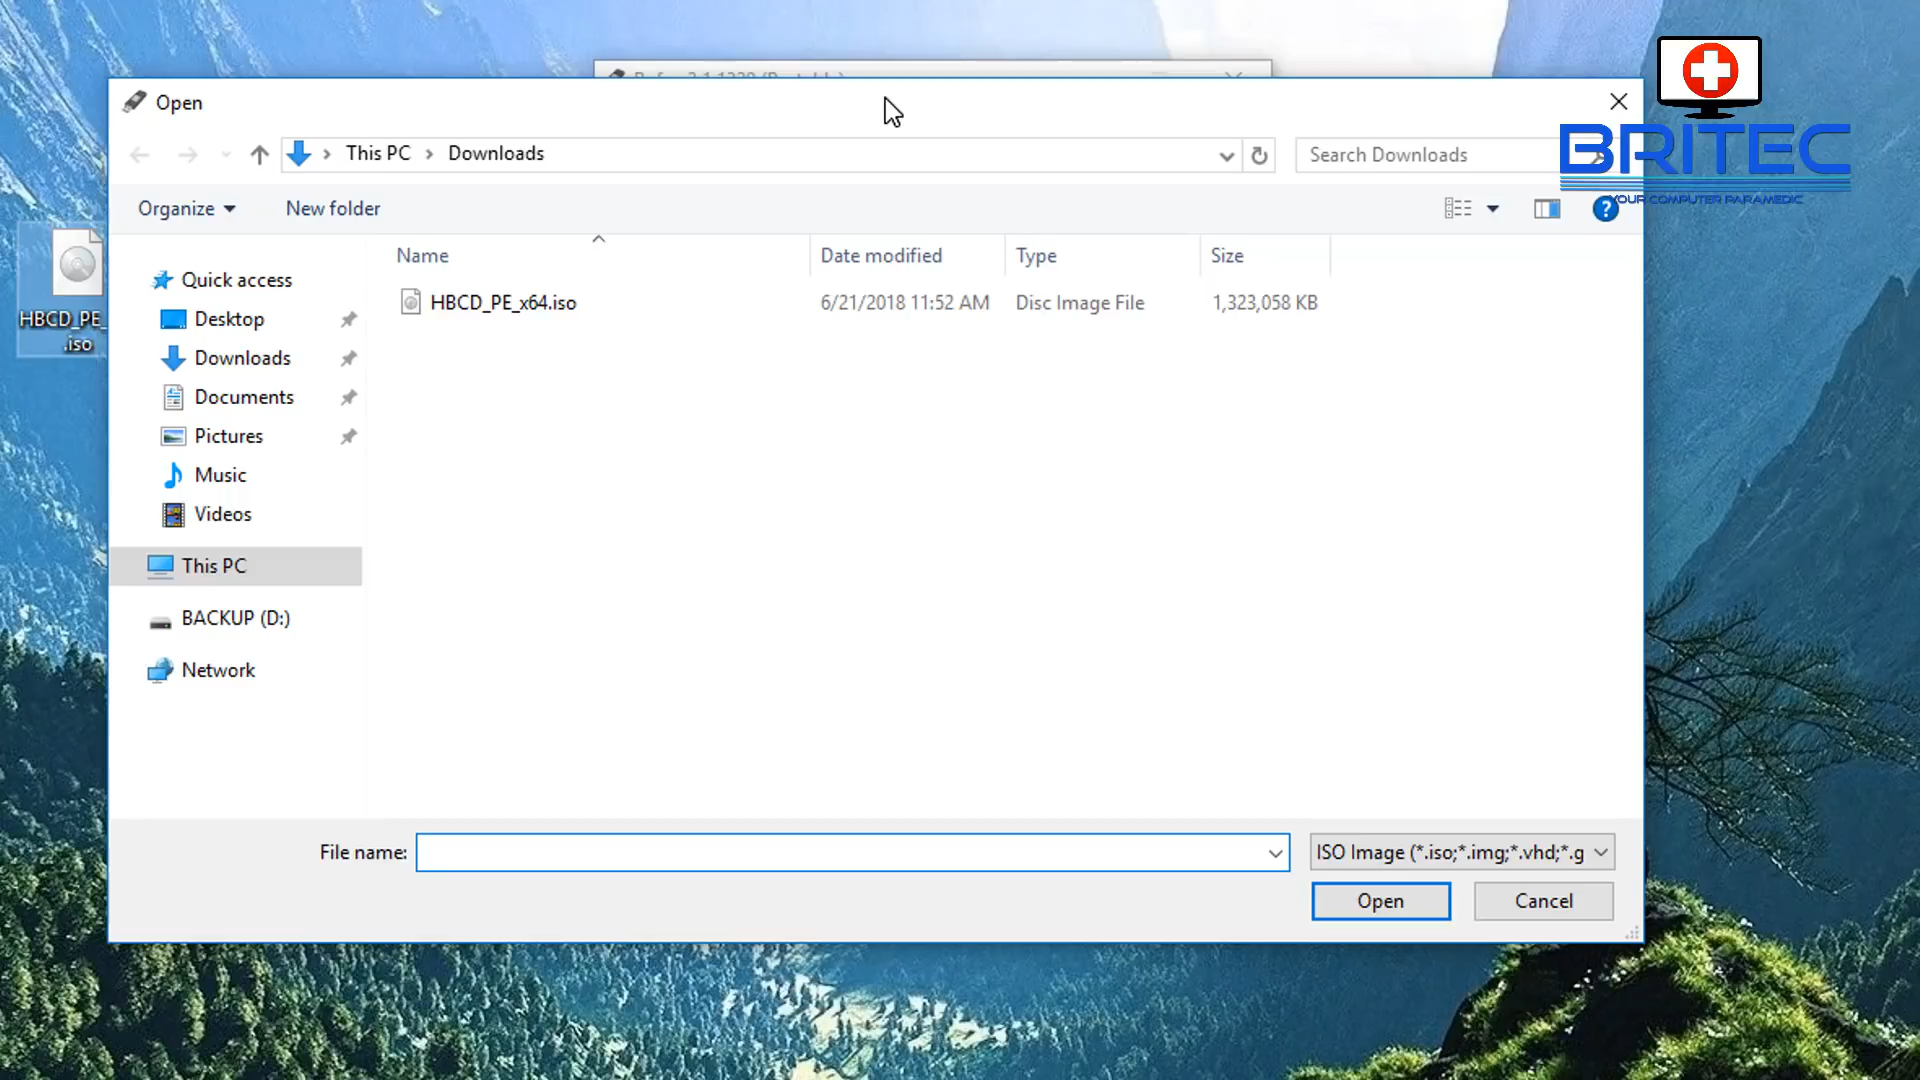 Open
BRITEC
YOUR COMPUTER PARAMEDIC
This PC > Downloads
Search Downloads
Organize
New folder
Name
Date modified
Type
Size
HBCD_PE_x64.iso
6/21/2018 11:52 AM
Disc Image File
1,323,058 KB
HBCD_PE_
.iso
Quick access
Desktop
Downloads
Documents
Pictures
Music
Videos
This PC
BACKUP (D:)
Network
File name:
ISO Image (*.iso;*.img;*.vhd;*.g
Open
Cancel